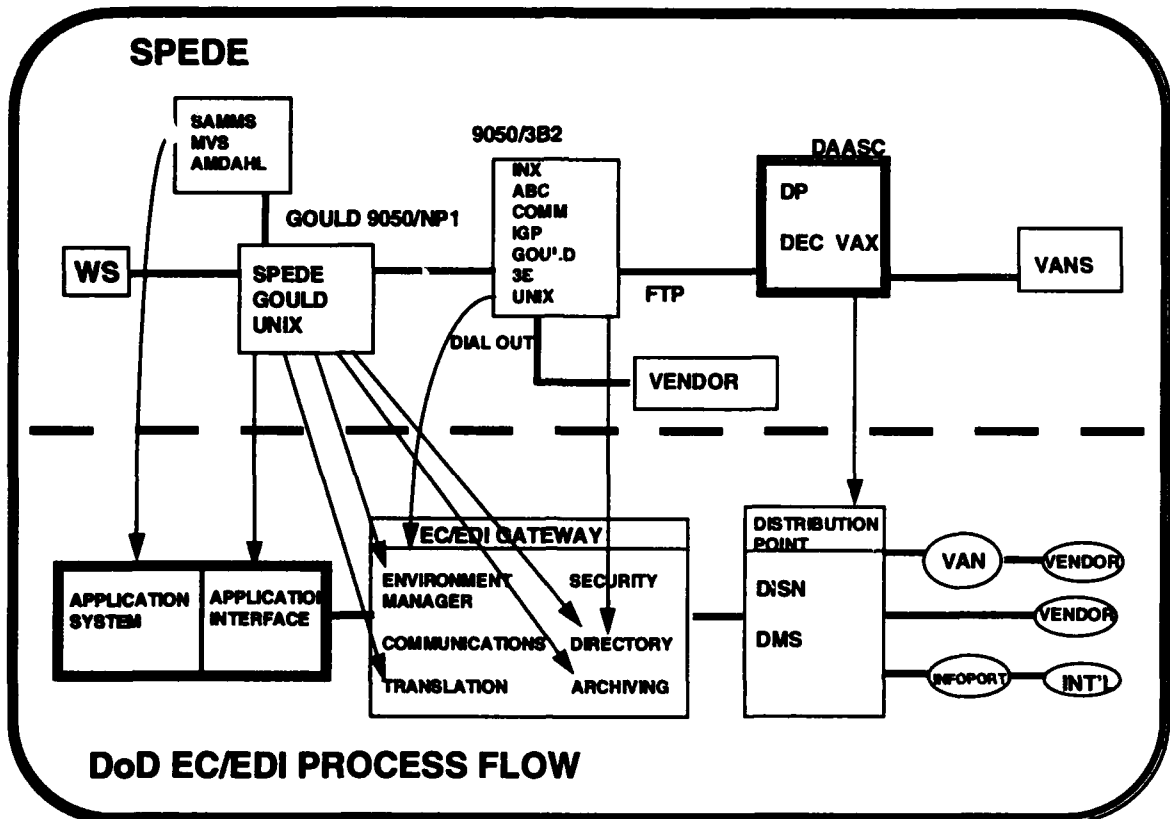 SPEDE
SAMMS
MVS
AMDAHL
9050/3B2
DAASC
GOULD 9050/NP1
INX
ABC
COMM
IGP
GOU'.D
3E
UNIX
DP
DEC VAX
WS
SPEDE
GOULD
UNIX
FTP
VANS
DIAL OUT
VENDOR
EC/EDI GATEWAY
DISTRIBUTION
POINT
APPLICATION
SYSTEM
APPLICATION
INTERFACE
ENVIRONMENT
MANAGER
SECURITY
COMMUNICATIONS
DIRECTORY
TRANSLATION
ARCHIVING
DISN
DMS
VAN
VENDOR
VENDOR
INFOPORT
INT'L
DoD EC/EDI PROCESS FLOW